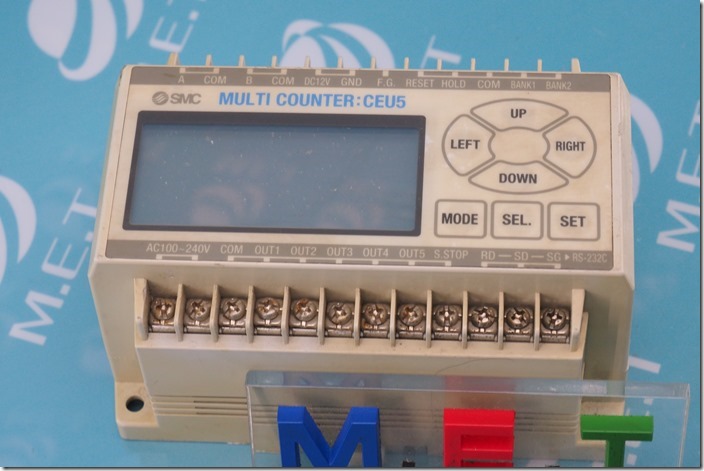 A COM B COM DC12V GND F.G. RESET HOLD COM BANK1 BANK2
SMC MULTI COUNTER:CEU5
UP
LEFT RIGHT
DOWN
MODE SEL. SET
AC100~240V COM OUT1 OUT2 OUT3 OUT4 OUT5 S.STOP RD SD SG ▶RS-232C
M.E.T
M.E.T